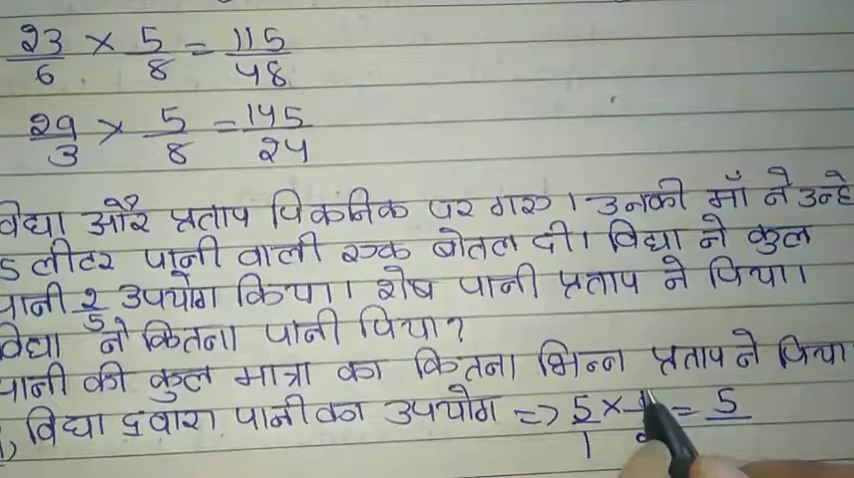 23/6 × 5/8 = 115/48
29/3 × 5/8 = 145/24
विद्या और प्रताप पिकनिक पर गए। उनकी माँ ने उन्हे
5 लीटर पानी वाली एक बोतल दी। विद्या ने कुल
पानी 2/5 उपयोग किया। शेष पानी प्रताप ने पिया।
विद्या ने कितना पानी पिया?
पानी की कुल मात्रा का कितना भिन्न प्रताप ने पिया
विद्या द्वारा पानी का उपयोग => 5/1 × = 5